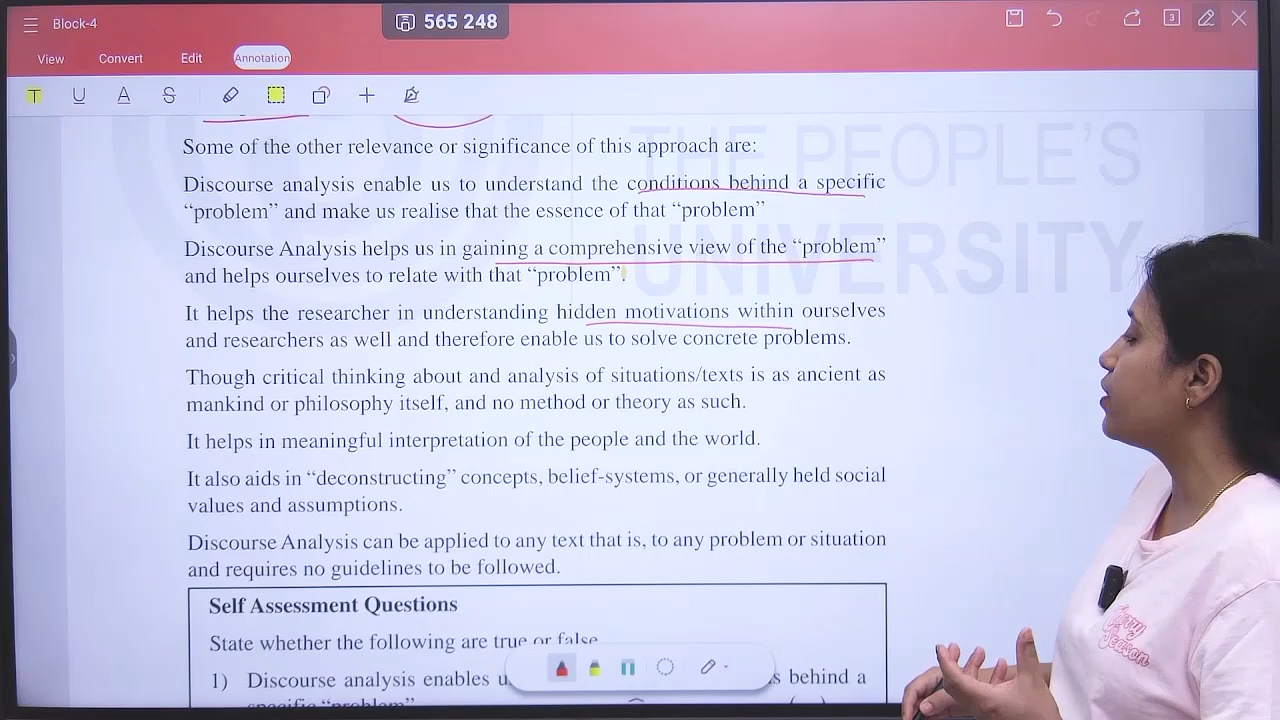 Block-4
565 248
3
View Convert Edit Annotation
T U A S
THE PEOPLE'S
UNIVERSITY
Some of the other relevance or significance of this approach are:
Discourse analysis enable us to understand the conditions behind a specific
“problem” and make us realise that the essence of that “problem”
Discourse Analysis helps us in gaining a comprehensive view of the “problem”
and helps ourselves to relate with that “problem”.
It helps the researcher in understanding hidden motivations within ourselves
and researchers as well and therefore enable us to solve concrete problems.
Though critical thinking about and analysis of situations/texts is as ancient as
mankind or philosophy itself, and no method or theory as such.
It helps in meaningful interpretation of the people and the world.
It also aids in “deconstructing” concepts, belief-systems, or generally held social
values and assumptions.
Discourse Analysis can be applied to any text that is, to any problem or situation
and requires no guidelines to be followed.
Self Assessment Questions
State whether the following are true or false
1) Discourse analysis enables behind a
specific “problem”
Season